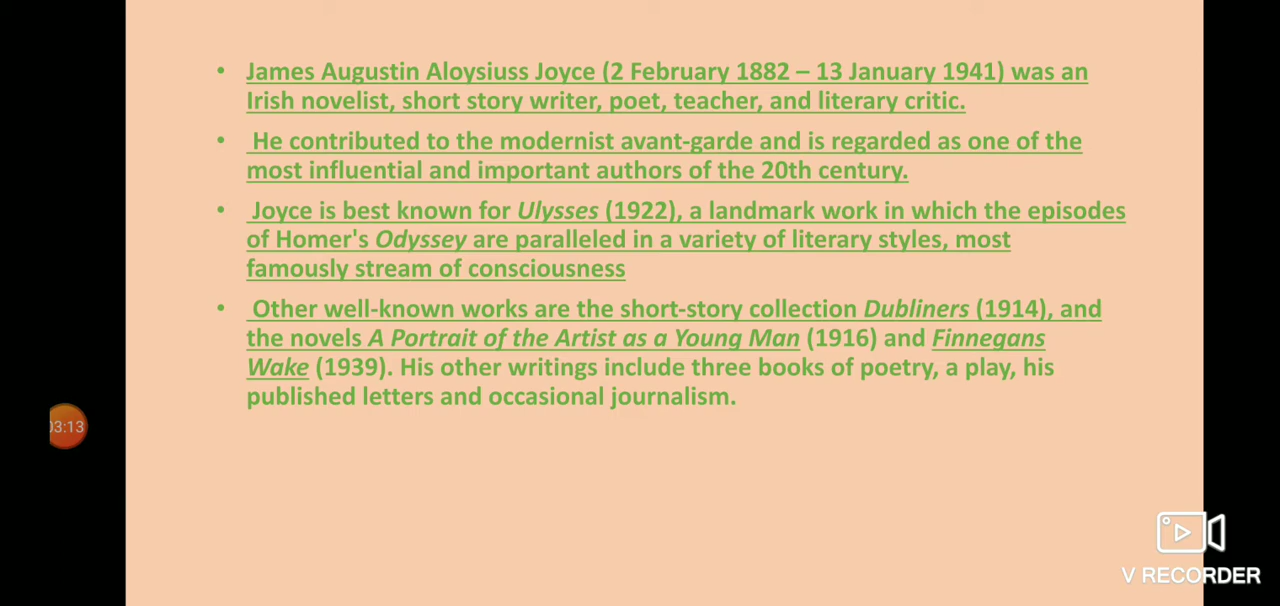 • James Augustin Aloysiuss Joyce (2 February 1882 – 13 January 1941) was an
Irish novelist, short story writer, poet, teacher, and literary critic.
• He contributed to the modernist avant-garde and is regarded as one of the
most influential and important authors of the 20th century.
• Joyce is best known for Ulysses (1922), a landmark work in which the episodes
of Homer's Odyssey are paralleled in a variety of literary styles, most
famously stream of consciousness
• Other well-known works are the short-story collection Dubliners (1914), and
the novels A Portrait of the Artist as a Young Man (1916) and Finnegans
Wake (1939). His other writings include three books of poetry, a play, his
published letters and occasional journalism.
03:13
V RECORDER